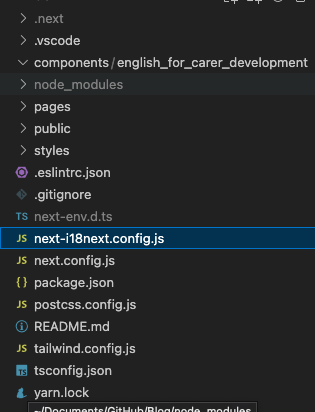 .next
.vscode
components/english_for_carer_development
node_modules
pages
public
styles
.eslintrc.json
.gitignore
TS next-env.d.ts
JS next-i18next.config.js
JS next.config.js
{} package.json
JS postcss.config.js
README.md
JS tailwind.config.js
tsconfig.json
yarn.lock
~/Documents/GitHub/Blog/node_modules